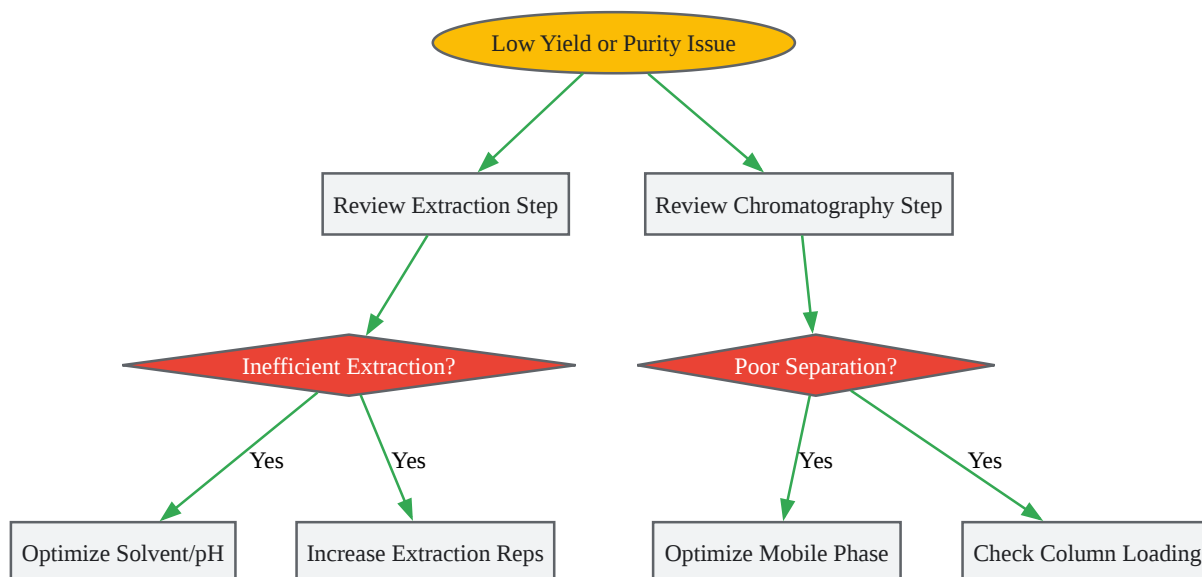 Low Yield or Purity Issue
Review Extraction Step
Review Chromatography Step
Inefficient Extraction?
Poor Separation?
Yes
Yes
Yes
Yes
Optimize Solvent/pH
Increase Extraction Reps
Optimize Mobile Phase
Check Column Loading